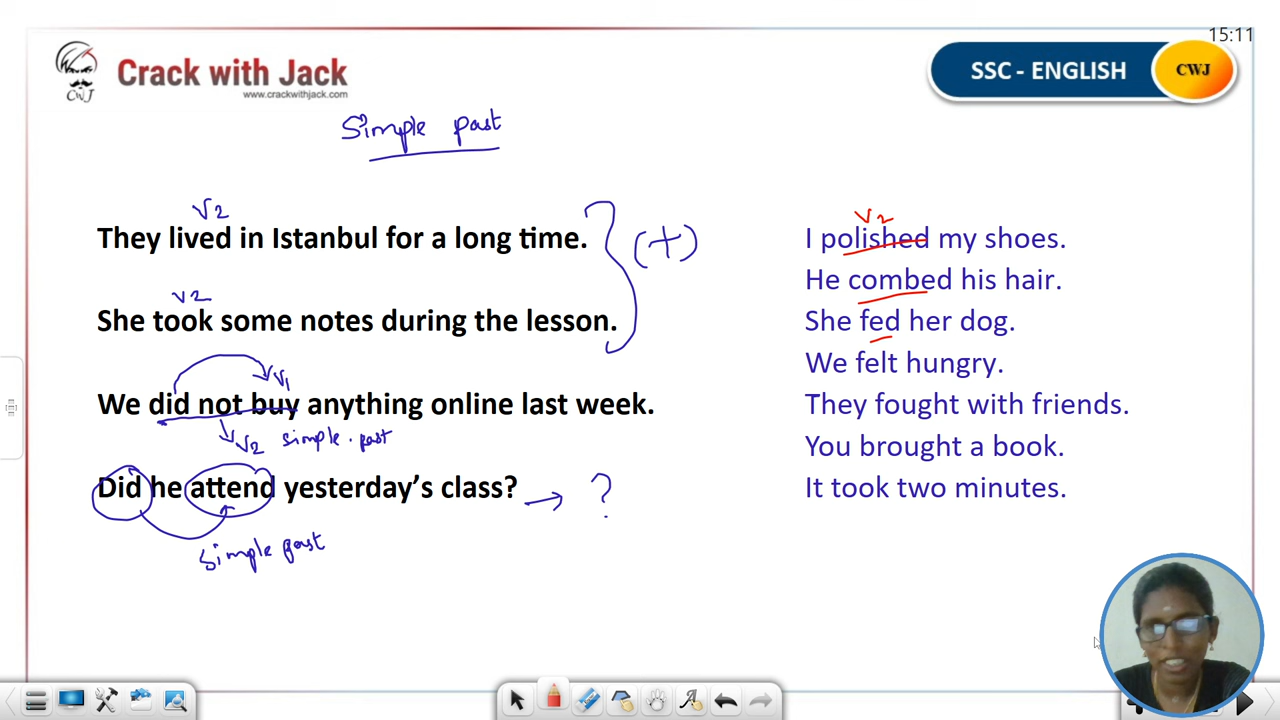 15:11
Crack with Jack
www.crackwithjack.com
CWJ
SSC - ENGLISH
CWJ
Simple past
V2
They lived in Istanbul for a long time.
(+)
V2
She took some notes during the lesson.
V1
We did not buy anything online last week.
V2 simple past
Did he attend yesterday's class? → ?
Simple past
V2
I polished my shoes.
He combed his hair.
She fed her dog.
We felt hungry.
They fought with friends.
You brought a book.
It took two minutes.